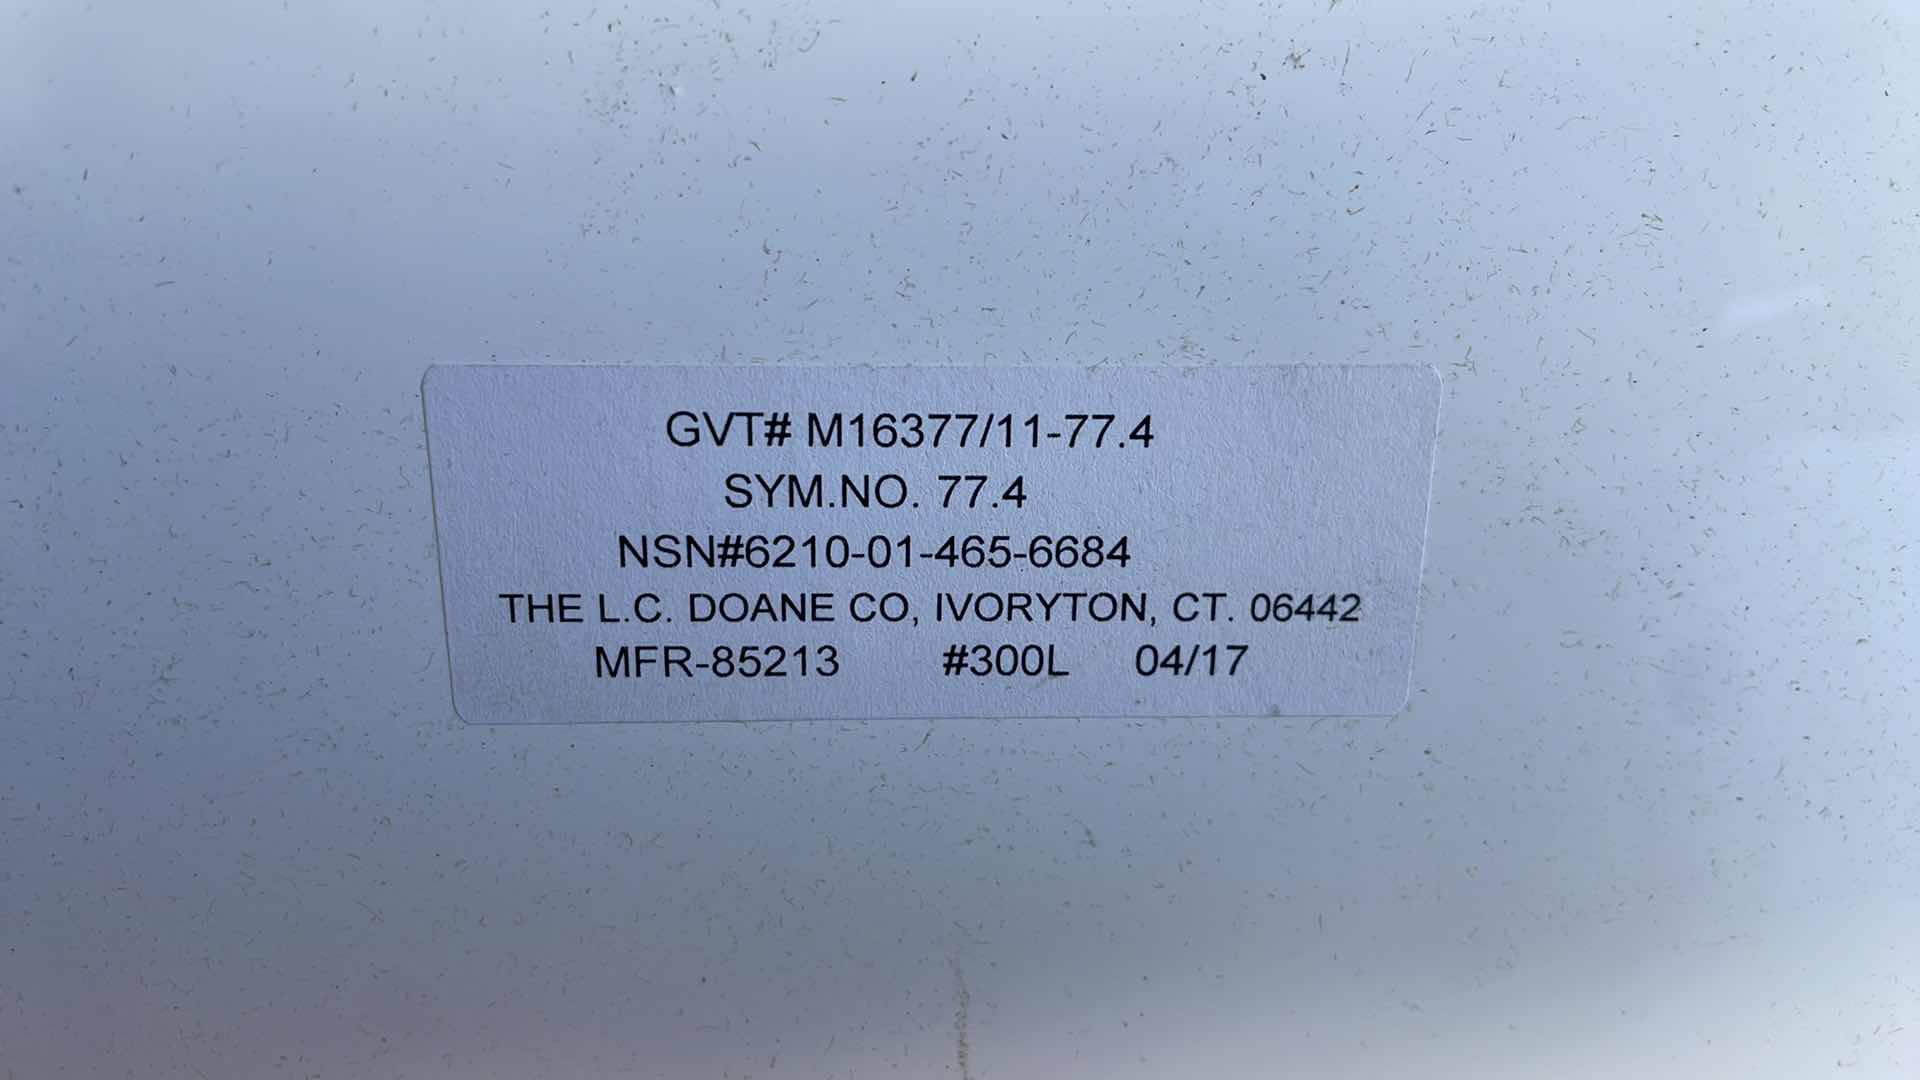 GVT# M16377/11-77.4
SYM.NO. 77.4
NSN#6210-01-465-6684
THE L.C. DOANE CO, IVORYTON, CT. 06442
MFR-85213 #300L 04/17